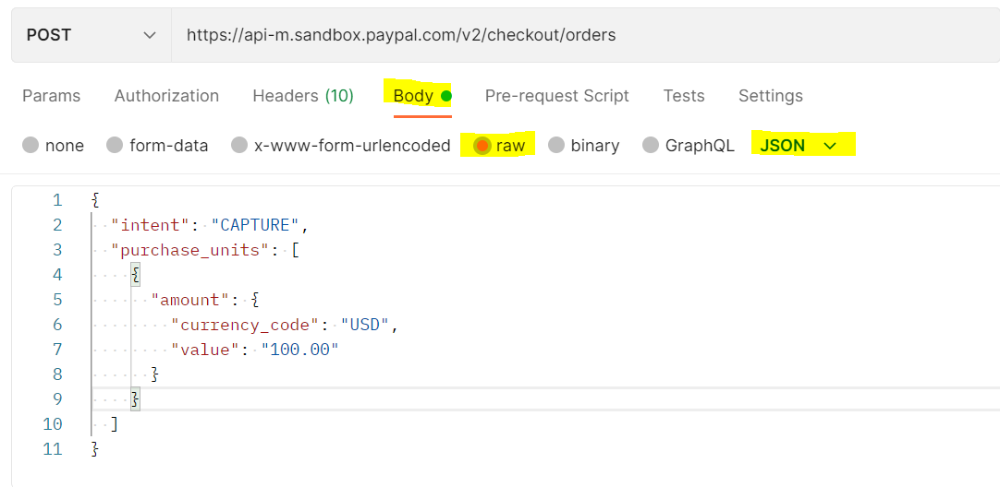 POST https://api-m.sandbox.paypal.com/v2/checkout/orders
Params Authorization Headers (10) Body Pre-request Script Tests Settings
none form-data x-www-form-urlencoded raw binary GraphQL JSON
1 {
2 "intent": "CAPTURE",
3 "purchase_units": [
4 {
5 "amount": {
6 "currency_code": "USD",
7 "value": "100.00"
8 }
9 }
10 ]
11 }